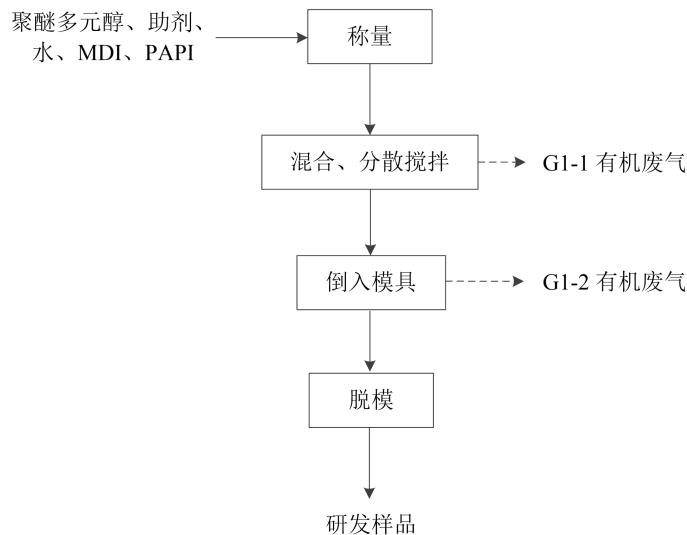 聚醚多元醇、助剂、
水、MDI、PAPI
称量
混合、分散搅拌
G1-1 有机废气
倒入模具
G1-2 有机废气
脱模
研发样品